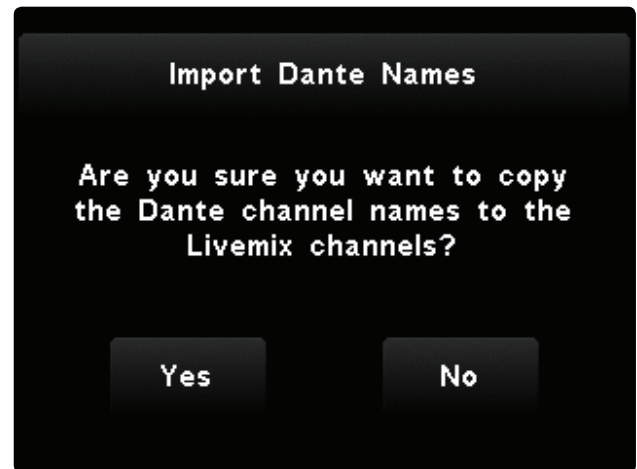 Import Dante Names
Are you sure you want to copy
the Dante channel names to the
Livemix channels?
Yes No